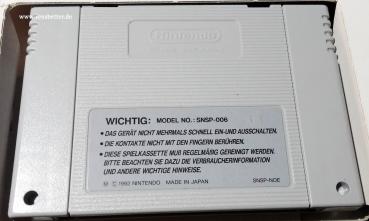 www.lesabetter.de
Nintendo
WICHTIG: MODEL NO.: SNSP-006
• DAS GERÄT NICHT MEHRMALS SCHNELL EIN-UND AUSSCHALTEN.
• DIE KONTAKTE NICHT MIT DEN FINGERN BERÜHREN.
• DIESE SPIELKASSETTE MUß REGELMÄßIG GEREINIGT WERDEN.
BITTE BEACHTEN SIE DAZU DIE VERBRAUCHERINFORMATION
UND ANDERE WICHTIGE HINWEISE.
M © 1992 NINTENDO MADE IN JAPAN SNSP-NOE